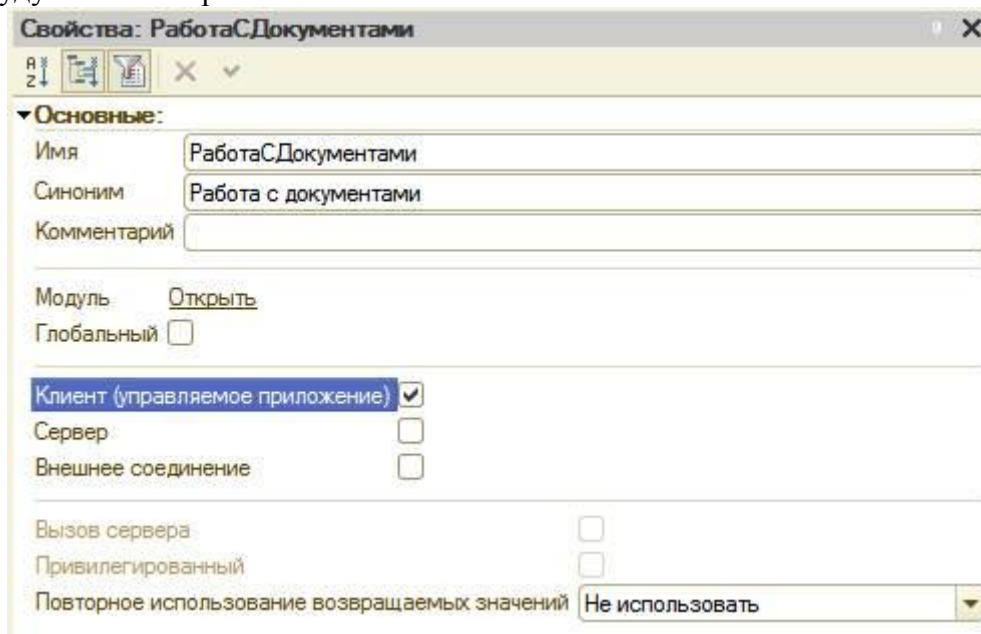 Свойства: РаботаСДокументами
Основные:
Имя РаботаСДокументами
Синоним Работа с документами
Комментарий
Модуль Открыть
Глобальный
Клиент (управляемое приложение)
Сервер
Внешнее соединение
Вызов сервера
Привилегированный
Повторное использование возвращаемых значений Не использовать